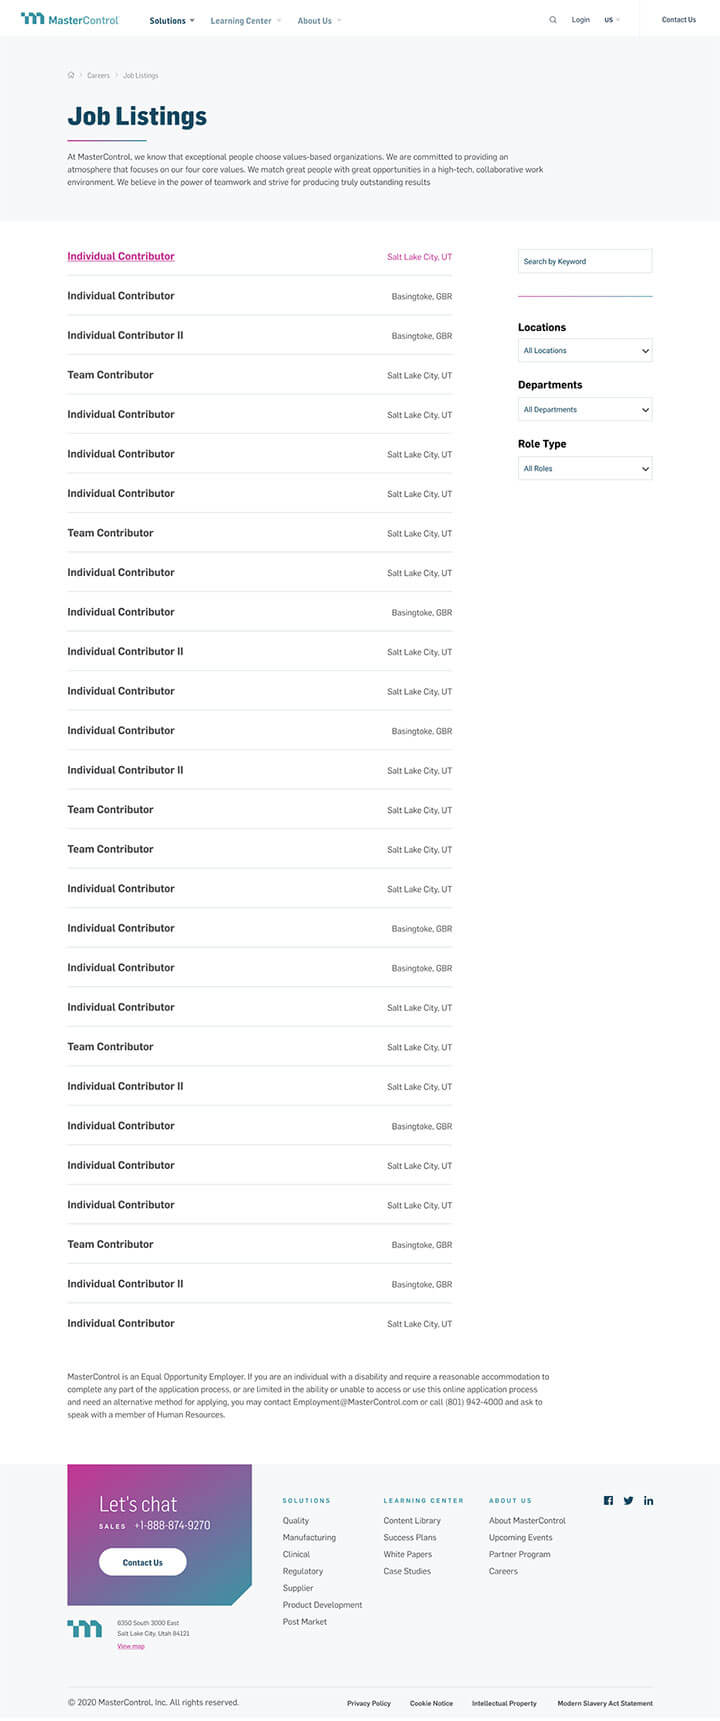 MasterControl
Solutions
Learning Center
About Us
Login
US
Contact Us
Careers
Job Listings
Job Listings
At MasterControl, we know that exceptional people choose values-based organizations. We are committed to providing an
atmosphere that focuses on our four core values. We match great people with great opportunities in a high-tech, collaborative work
environment. We believe in the power of teamwork and strive for producing truly outstanding results
Individual Contributor Salt Lake City, UT
Individual Contributor Basingtoke, GBR
Individual Contributor II Basingtoke, GBR
Team Contributor Salt Lake City, UT
Individual Contributor Salt Lake City, UT
Individual Contributor Salt Lake City, UT
Individual Contributor Salt Lake City, UT
Team Contributor Salt Lake City, UT
Individual Contributor Salt Lake City, UT
Individual Contributor Basingtoke, GBR
Individual Contributor II Salt Lake City, UT
Individual Contributor Salt Lake City, UT
Individual Contributor Basingtoke, GBR
Individual Contributor II Salt Lake City, UT
Team Contributor Salt Lake City, UT
Team Contributor Salt Lake City, UT
Individual Contributor Salt Lake City, UT
Individual Contributor Basingtoke, GBR
Individual Contributor Basingtoke, GBR
Individual Contributor Salt Lake City, UT
Team Contributor Salt Lake City, UT
Individual Contributor II Salt Lake City, UT
Individual Contributor Basingtoke, GBR
Individual Contributor Salt Lake City, UT
Individual Contributor Salt Lake City, UT
Team Contributor Basingtoke, GBR
Individual Contributor II Basingtoke, GBR
Individual Contributor Salt Lake City, UT
Search by Keyword
Locations
All Locations
Departments
All Departments
Role Type
All Roles
MasterControl is an Equal Opportunity Employer. If you are an individual with a disability and require a reasonable accommodation to
complete any part of the application process, or are limited in the ability or unable to access or use this online application process
and need an alternative method for applying, you may contact Employment@MasterControl.com or call (801) 942-4000 and ask to
speak with a member of Human Resources.
Let's chat
SALES +1-888-874-9270
Contact Us
6350 South 3000 East
Salt Lake City, Utah 84121
View map
SOLUTIONS
Quality
Manufacturing
Clinical
Regulatory
Supplier
Product Development
Post Market
LEARNING CENTER
Content Library
Success Plans
White Papers
Case Studies
ABOUT US
About MasterControl
Upcoming Events
Partner Program
Careers
© 2020 MasterControl, Inc. All rights reserved.
Privacy Policy
Cookie Notice
Intellectual Property
Modern Slavery Act Statement